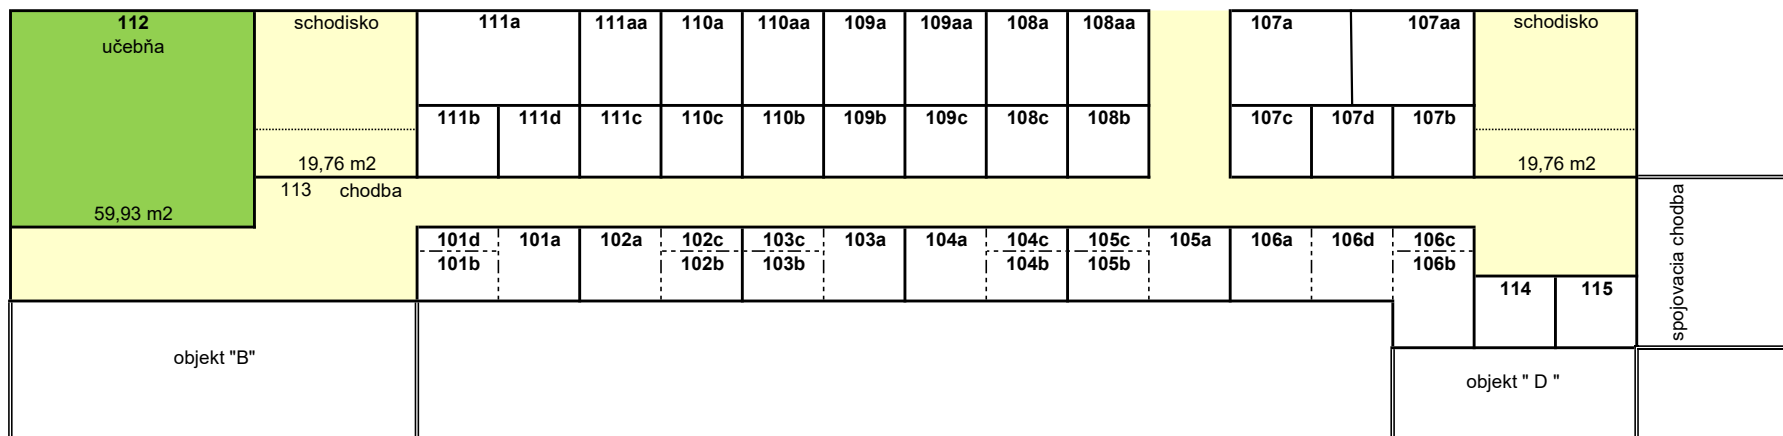 112 schodisko 111a 111aa 110a 110aa 109a 109aa 108a 108aa 107a 107aa schodisko
učebňa
111b 111d 111c 110c 110b 109b 109c 108c 108b 107c 107d 107b
19,76 m2 19,76 m2
113 chodba
59,93 m2
101d 101a 102a 102c 103c 103a 104a 104c 105c 105a 106a 106d 106c
101b 102b 103b 104b 105b 106b
114 115
spojovacia chodba
objekt "B"
objekt " D "